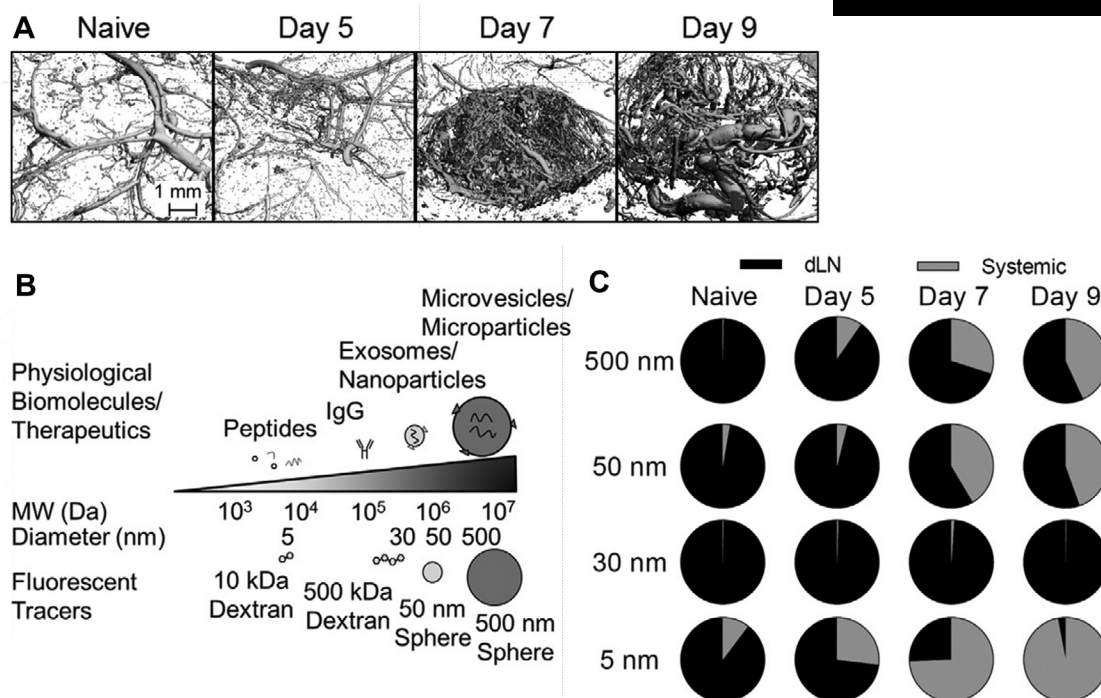 A
Naive
Day 5
Day 7
Day 9
1 mm
B
Microvesicles/
Microparticles
Exosomes/
Nanoparticles
IgG
Peptides
Physiological
Biomolecules/
Therapeutics
MW (Da)
10³
10⁴
10⁵
10⁶
10⁷
Diameter (nm)
5
30
50
500
Fluorescent
Tracers
10 kDa
Dextran
500 kDa
Dextran
50 nm
Sphere
500 nm
Sphere
C
dLN
Systemic
Naive
Day 5
Day 7
Day 9
500 nm
50 nm
30 nm
5 nm